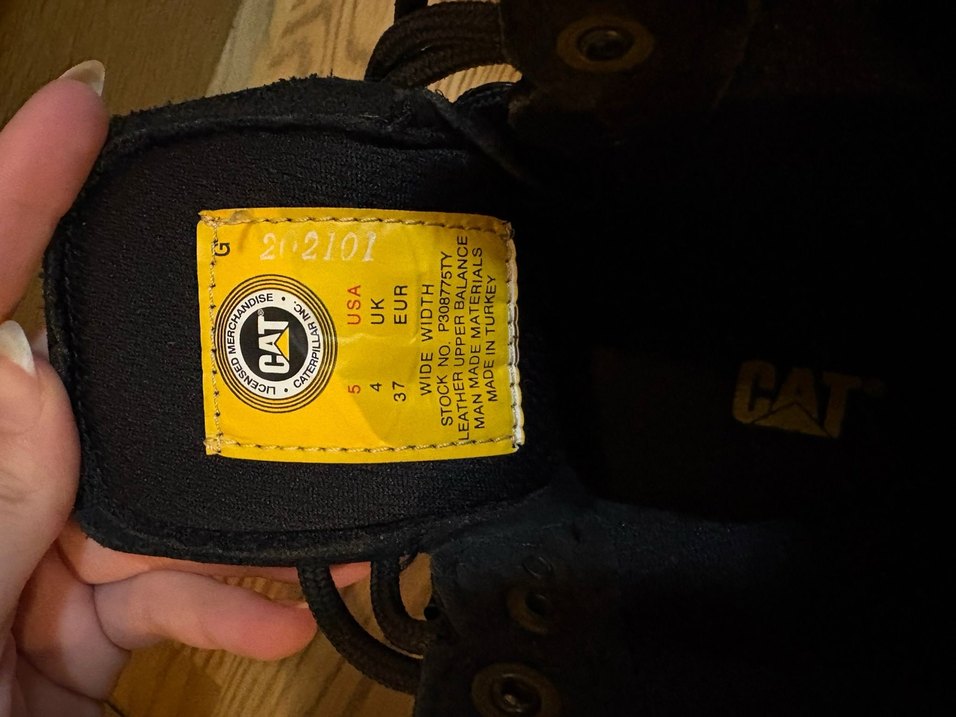 G
LICENSED MERCHANDISE • CATERPILLAR INC. •
CAT
5 USA
4 UK
37 EUR
WIDE WIDTH
STOCK NO. P308775TY
LEATHER UPPER BALANCE
MAN MADE MATERIALS
MADE IN TURKEY
CAT®